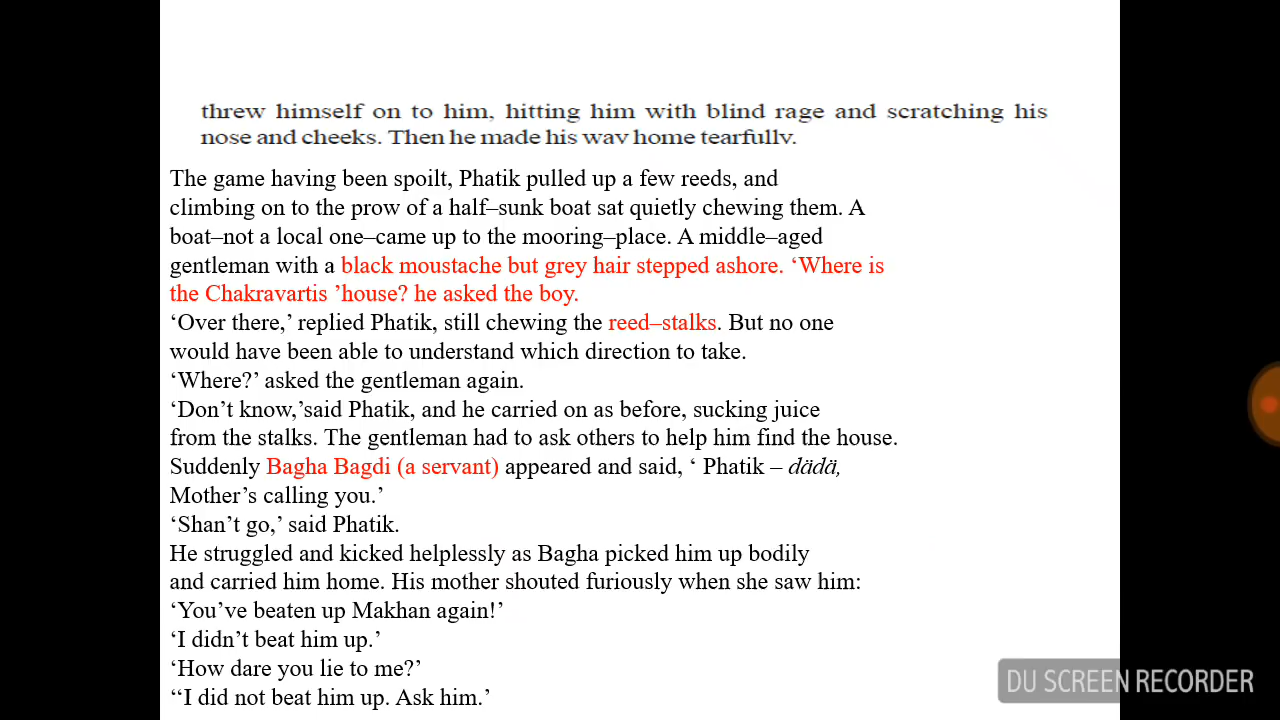 threw himself on to him, hitting him with blind rage and scratching his
nose and cheeks. Then he made his way home tearfully.
The game having been spoilt, Phatik pulled up a few reeds, and
climbing on to the prow of a half–sunk boat sat quietly chewing them. A
boat–not a local one–came up to the mooring–place. A middle–aged
gentleman with a black moustache but grey hair stepped ashore. ‘Where is
the Chakravartis ’house? he asked the boy.
‘Over there,’ replied Phatik, still chewing the reed–stalks. But no one
would have been able to understand which direction to take.
‘Where?’ asked the gentleman again.
‘Don’t know,’said Phatik, and he carried on as before, sucking juice
from the stalks. The gentleman had to ask others to help him find the house.
Suddenly Bagha Bagdi (a servant) appeared and said, ‘ Phatik – dädä,
Mother’s calling you.’
‘Shan’t go,’ said Phatik.
He struggled and kicked helplessly as Bagha picked him up bodily
and carried him home. His mother shouted furiously when she saw him:
‘You’ve beaten up Makhan again!’
‘I didn’t beat him up.’
‘How dare you lie to me?’
“I did not beat him up. Ask him.’
DU SCREEN RECORDER